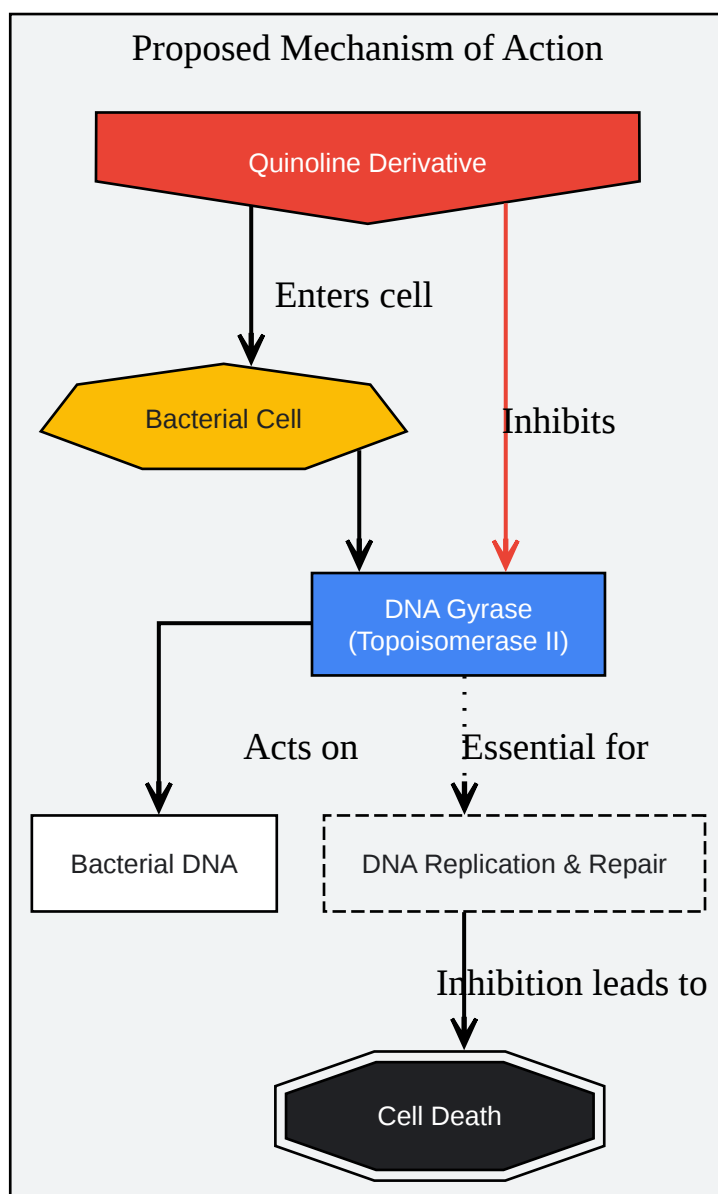 Proposed Mechanism of Action
Quinoline Derivative
Enters cell
Bacterial Cell
Inhibits
DNA Gyrase
(Topoisomerase II)
Acts on
Essential for
Bacterial DNA
DNA Replication & Repair
Inhibition leads to
Cell Death